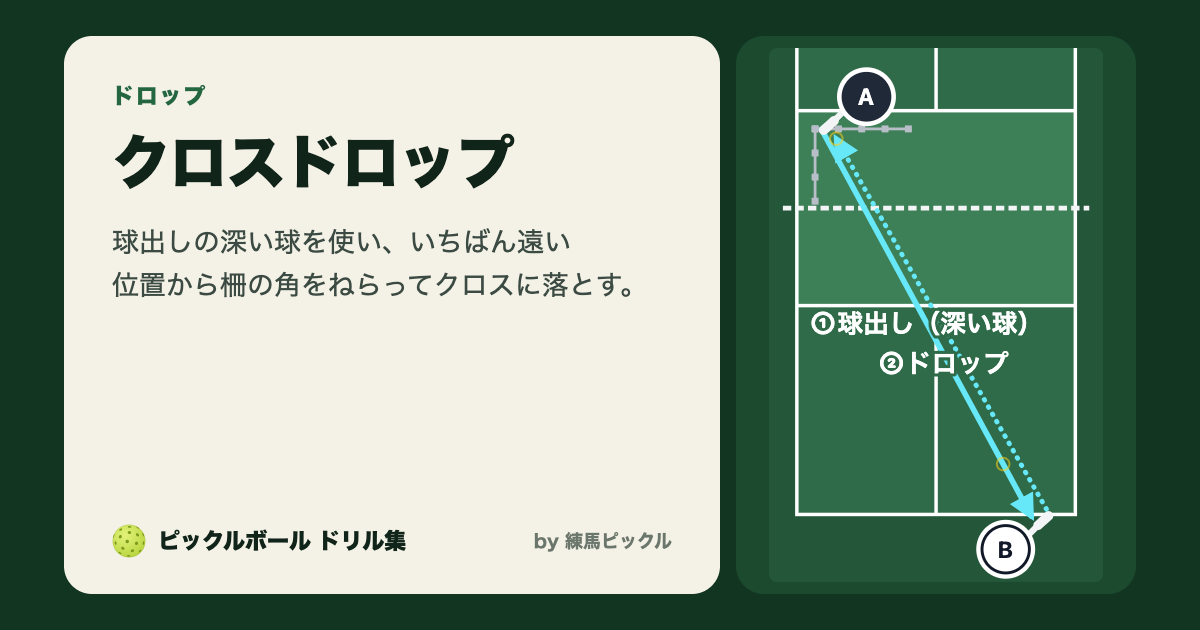 ドロップ
クロスドロップ
球出しの深い球を使い、いちばん遠い
位置から柵の角をねらってクロスに落とす。
ピックルボール ドリル集
by 練馬ピックル
A
①球出し（深い球）
②ドロップ
B